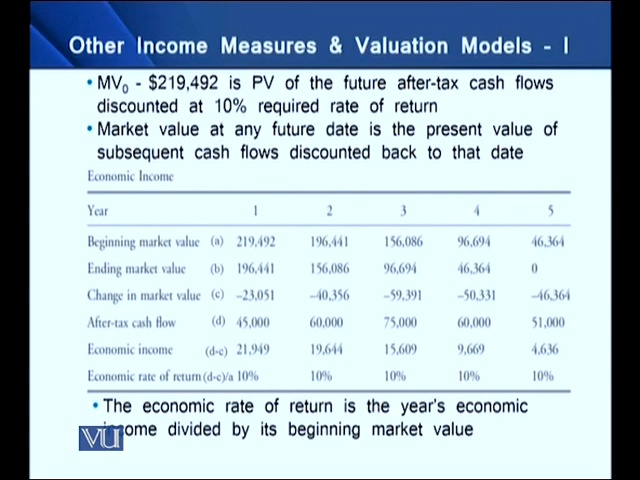 Other Income Measures & Valuation Models - I
• MV0 - $219,492 is PV of the future after-tax cash flows
discounted at 10% required rate of return
• Market value at any future date is the present value of
subsequent cash flows discounted back to that date
Economic Income
Year 1 2 3 4 5
Beginning market value (a) 219,492 196,441 156,086 96,694 46,364
Ending market value (b) 196,441 156,086 96,694 46,364 0
Change in market value (c) –23,051 –40,356 –59,391 –50,331 –46,364
After-tax cash flow (d) 45,000 60,000 75,000 60,000 51,000
Economic income (d-c) 21,949 19,644 15,609 9,669 4,636
Economic rate of return (d-c)/a 10% 10% 10% 10% 10%
• The economic rate of return is the year's economic
income divided by its beginning market value
VU